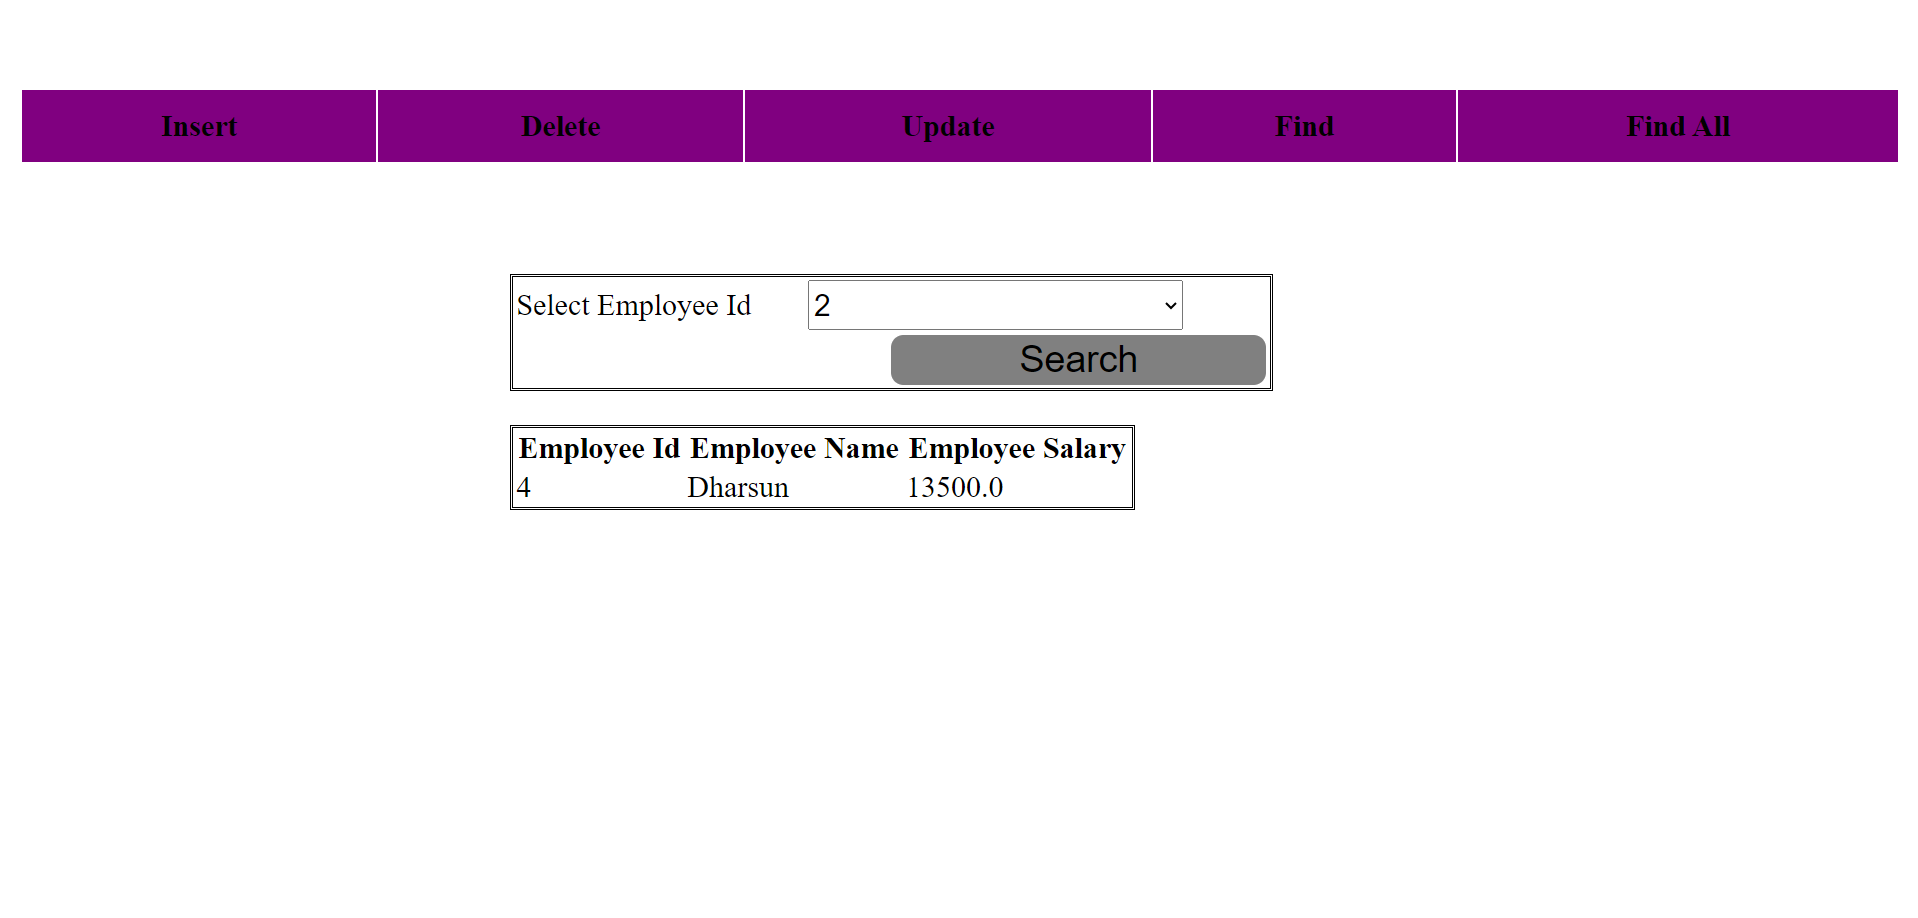 Insert Delete Update Find Find All
Select Employee Id 2
Search
Employee Id Employee Name Employee Salary
4 Dharsun 13500.0